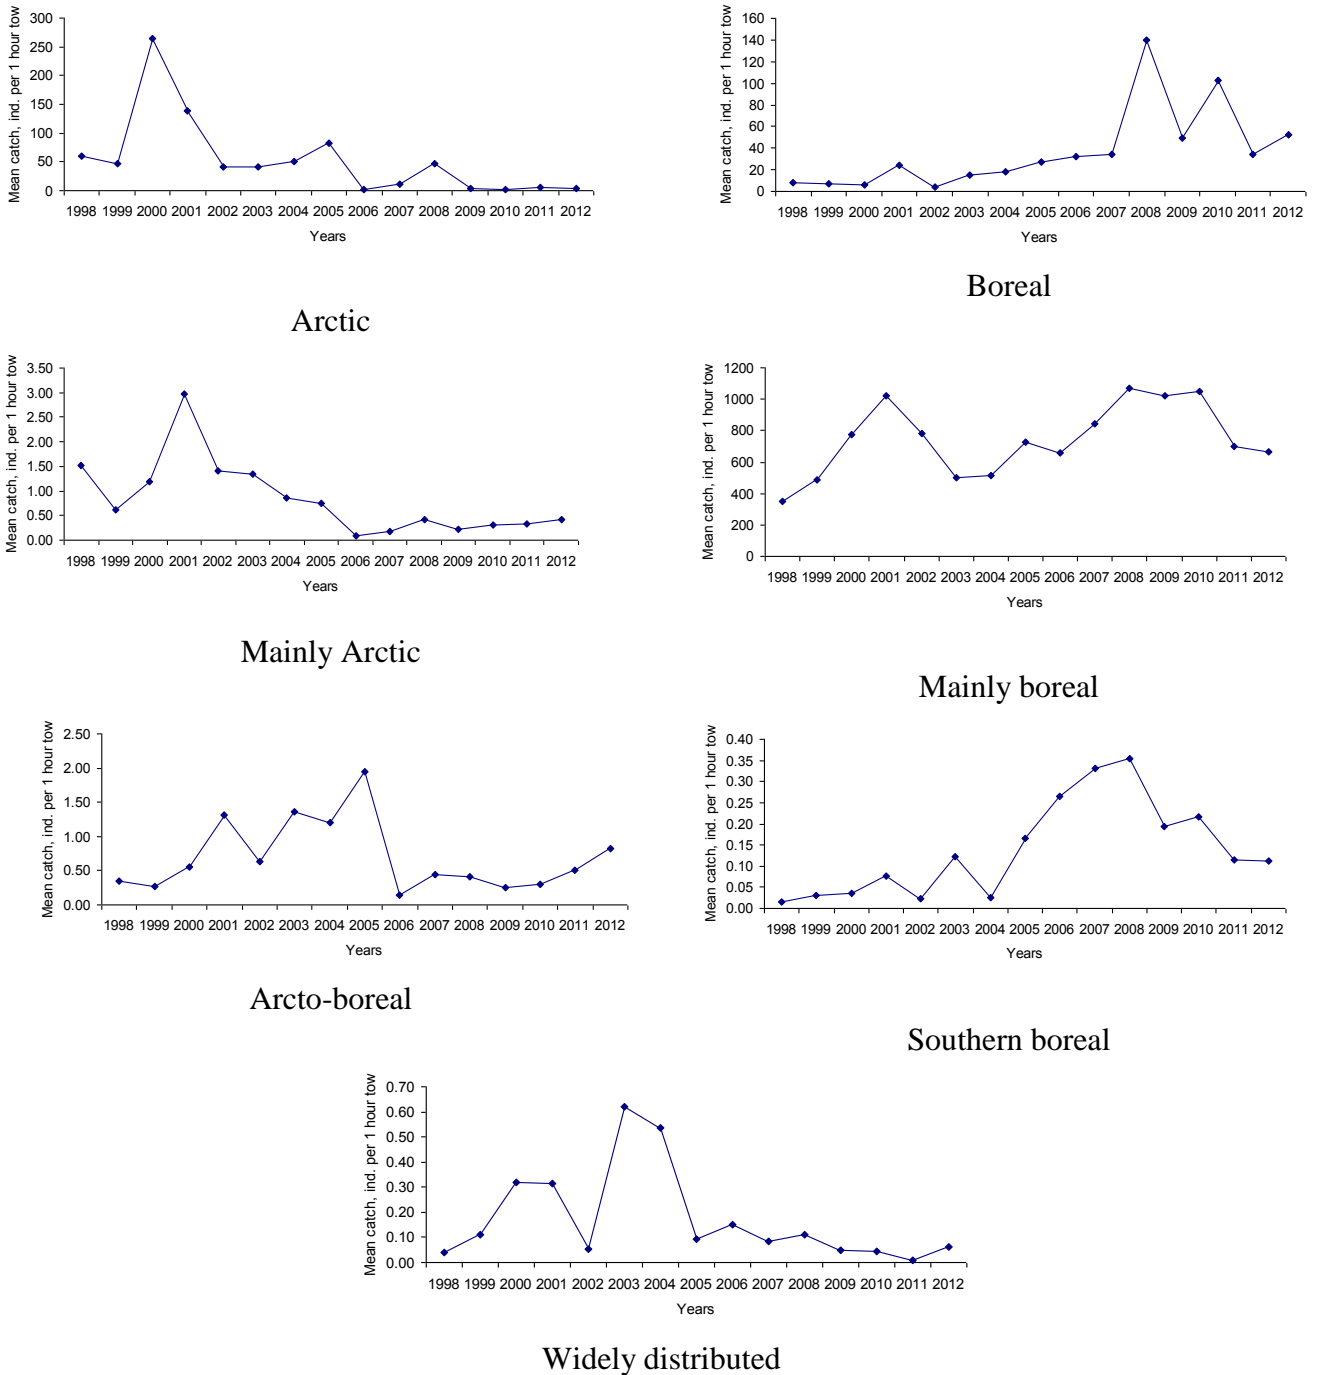 Mean catch, ind. per 1 hour tow
300
250
200
150
100
50
0
1998 1999 2000 2001 2002 2003 2004 2005 2006 2007 2008 2009 2010 2011 2012
Years
Arctic
Mean catch, ind. per 1 hour tow
160
140
120
100
80
60
40
20
0
1998 1999 2000 2001 2002 2003 2004 2005 2006 2007 2008 2009 2010 2011 2012
Years
Boreal
Mean catch, ind. per 1 hour tow
3.50
3.00
2.50
2.00
1.50
1.00
0.50
0.00
1998 1999 2000 2001 2002 2003 2004 2005 2006 2007 2008 2009 2010 2011 2012
Years
Mainly Arctic
Mean catch, ind. per 1 hour tow
1200
1000
800
600
400
200
0
1998 1999 2000 2001 2002 2003 2004 2005 2006 2007 2008 2009 2010 2011 2012
Years
Mainly boreal
Mean catch, ind. per 1 hour tow
2.50
2.00
1.50
1.00
0.50
0.00
1998 1999 2000 2001 2002 2003 2004 2005 2006 2007 2008 2009 2010 2011 2012
Years
Arcto-boreal
Mean catch, ind. per 1 hour tow
0.40
0.35
0.30
0.25
0.20
0.15
0.10
0.05
0.00
1998 1999 2000 2001 2002 2003 2004 2005 2006 2007 2008 2009 2010 2011 2012
Years
Southern boreal
Mean catch, ind. per 1 hour tow
0.70
0.60
0.50
0.40
0.30
0.20
0.10
0.00
1998 1999 2000 2001 2002 2003 2004 2005 2006 2007 2008 2009 2010 2011 2012
Years
Widely distributed